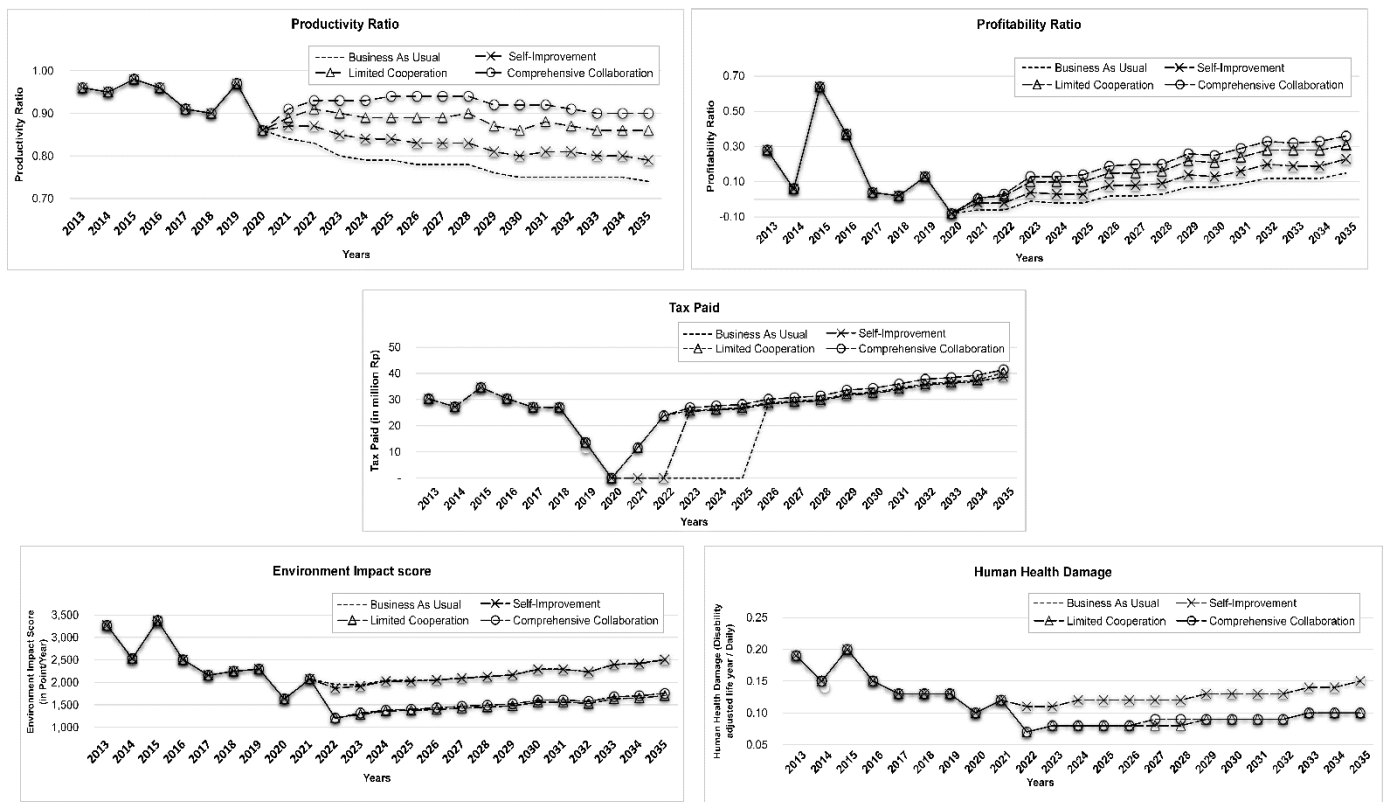 Productivity Ratio
Business As Usual
Self-Improvement
Limited Cooperation
Comprehensive Collaboration
Productivity Ratio
1.00
0.90
0.80
0.70
2013 2014 2015 2016 2017 2018 2019 2020 2021 2022 2023 2024 2025 2026 2027 2028 2029 2030 2031 2032 2033 2034 2035
Years
Profitability Ratio
Business As Usual
Self-Improvement
Limited Cooperation
Comprehensive Collaboration
Profitability Ratio
0.70
0.50
0.30
0.10
-0.10
2013 2014 2015 2016 2017 2018 2019 2020 2021 2022 2023 2024 2025 2026 2027 2028 2029 2030 2031 2032 2033 2034 2035
Years
Tax Paid
Business As Usual
Self-Improvement
Limited Cooperation
Comprehensive Collaboration
Tax Paid (in million Rp)
50
40
30
20
10
-
2013 2014 2015 2016 2017 2018 2019 2020 2021 2022 2023 2024 2025 2026 2027 2028 2029 2030 2031 2032 2033 2034 2035
Years
Environment Impact score
Business As Usual
Self-Improvement
Limited Cooperation
Comprehensive Collaboration
Environment Impact Score
(in Point/Year)
3,500
3,000
2,500
2,000
1,500
1,000
2013 2014 2015 2016 2017 2018 2019 2020 2021 2022 2023 2024 2025 2026 2027 2028 2029 2030 2031 2032 2033 2034 2035
Years
Human Health Damage
Business As Usual
Self-Improvement
Limited Cooperation
Comprehensive Collaboration
Human Health Damage (Disability
adjusted life year / Daily)
0.25
0.20
0.15
0.10
0.05
2013 2014 2015 2016 2017 2018 2019 2020 2021 2022 2023 2024 2025 2026 2027 2028 2029 2030 2031 2032 2033 2034 2035
Years